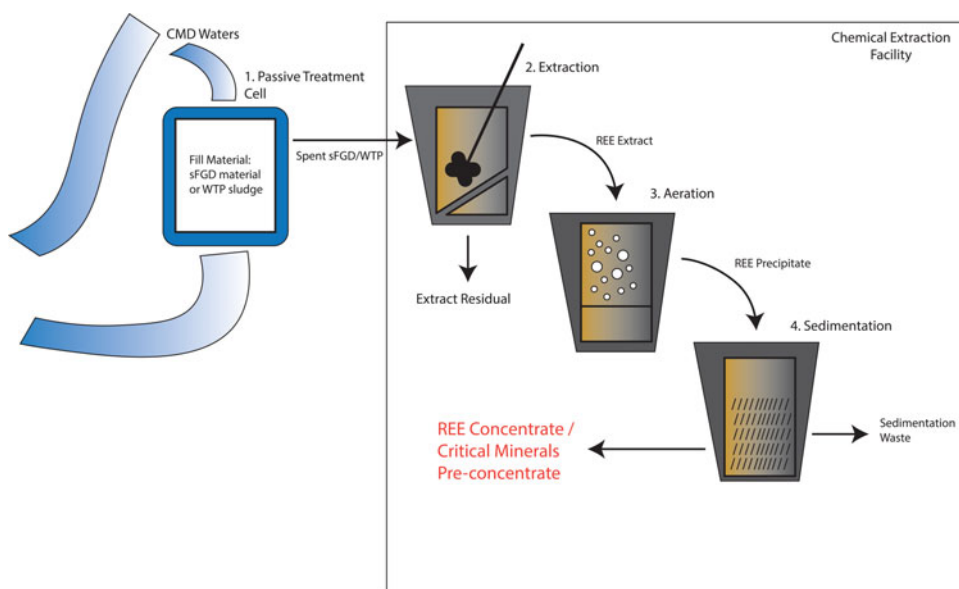 CMD Waters
1. Passive Treatment
Cell
Fill Material:
sFGD material
or WTP sludge
Spent sFGD/WTP
Chemical Extraction
Facility
2. Extraction
REE Extract
Extract Residual
3. Aeration
REE Precipitate
4. Sedimentation
REE Concentrate /
Critical Minerals
Pre-concentrate
Sedimentation
Waste